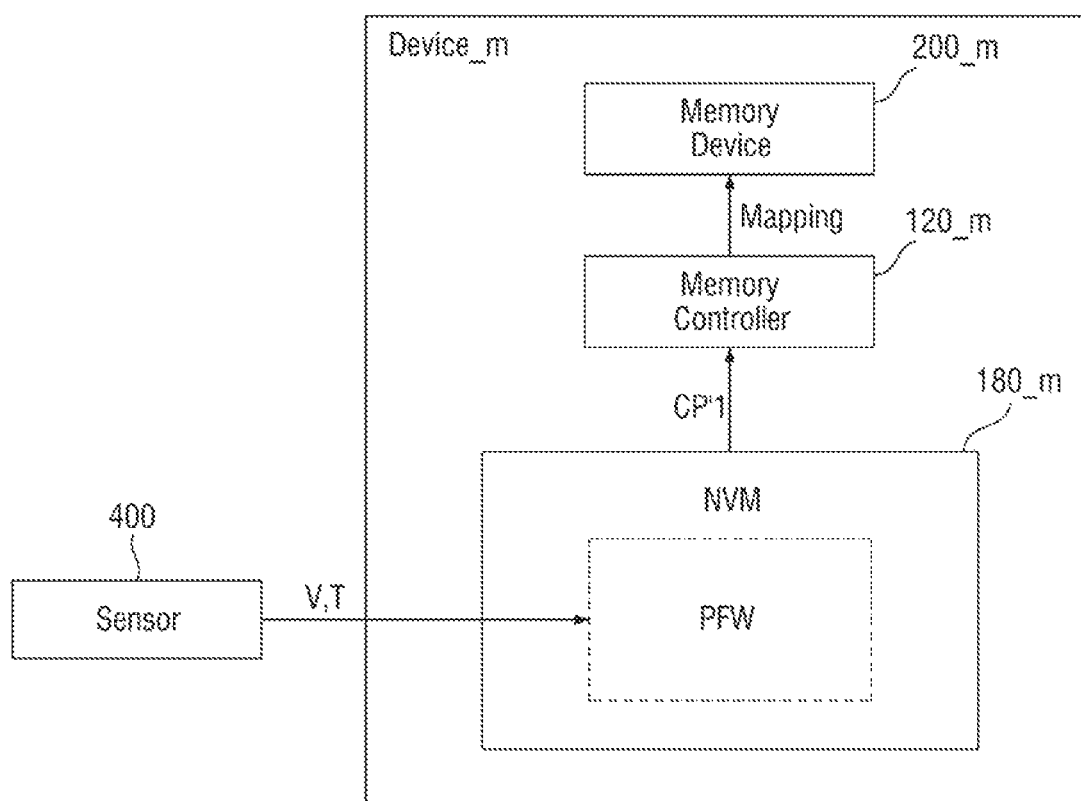 Device_m
200_m
Memory
Device
Mapping
120_m
Memory
Controller
CP'1
180_m
NVM
400
V,T
Sensor
PFW